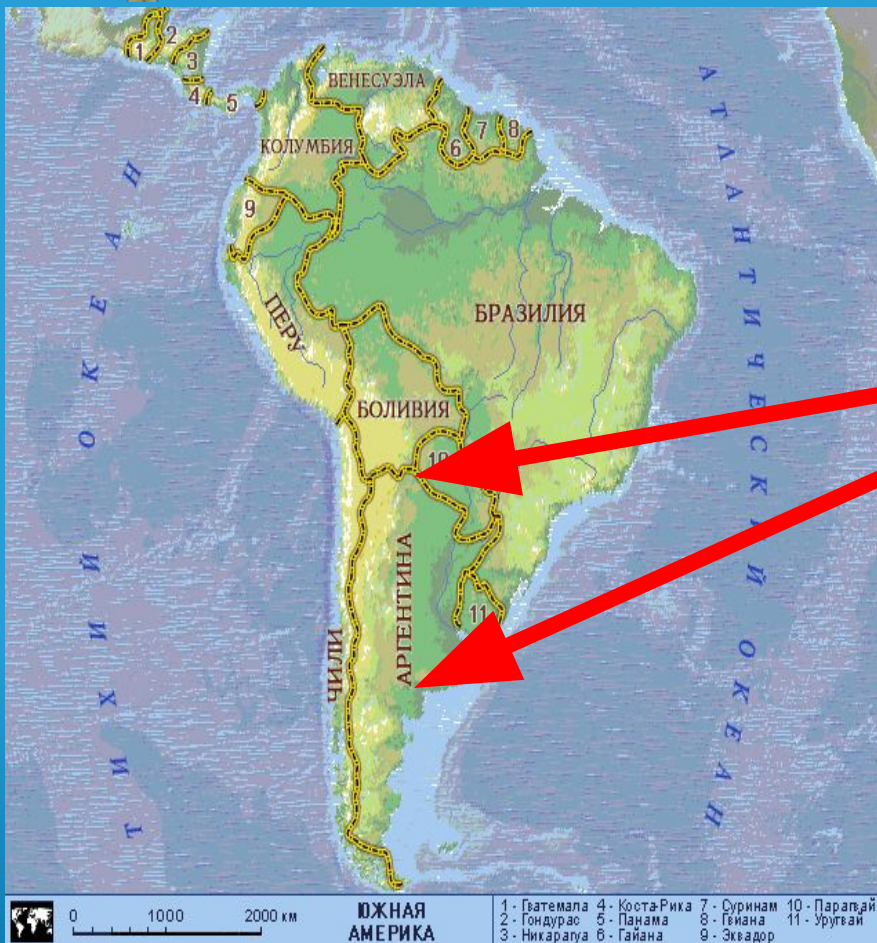 1
2
3
4
5
ВЕНЕСУЭЛА
КОЛУМБИЯ
6
7
8
9
ПЕРУ
БРАЗИЛИЯ
БОЛИВИЯ
10
АРГЕНТИНА
ЧИЛИ
11
ТИХИЙ ОКЕАН
АТЛАНТИЧЕСКИЙ ОКЕАН
0 1000 2000 км
ЮЖНАЯ
АМЕРИКА
1 - Гватемала 4 - Коста-Рика 7 - Суринам 10 - Парагвай
2 - Гондурас 5 - Панама 8 - Гвиана 11 - Уругвай
3 - Никарагуа 6 - Гайана 9 - Эквадор